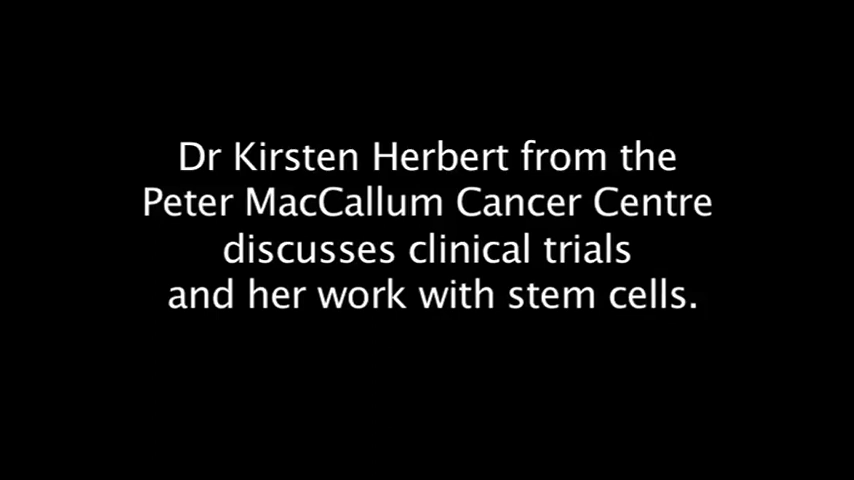 Dr Kirsten Herbert from the
Peter MacCallum Cancer Centre
discusses clinical trials
and her work with stem cells.